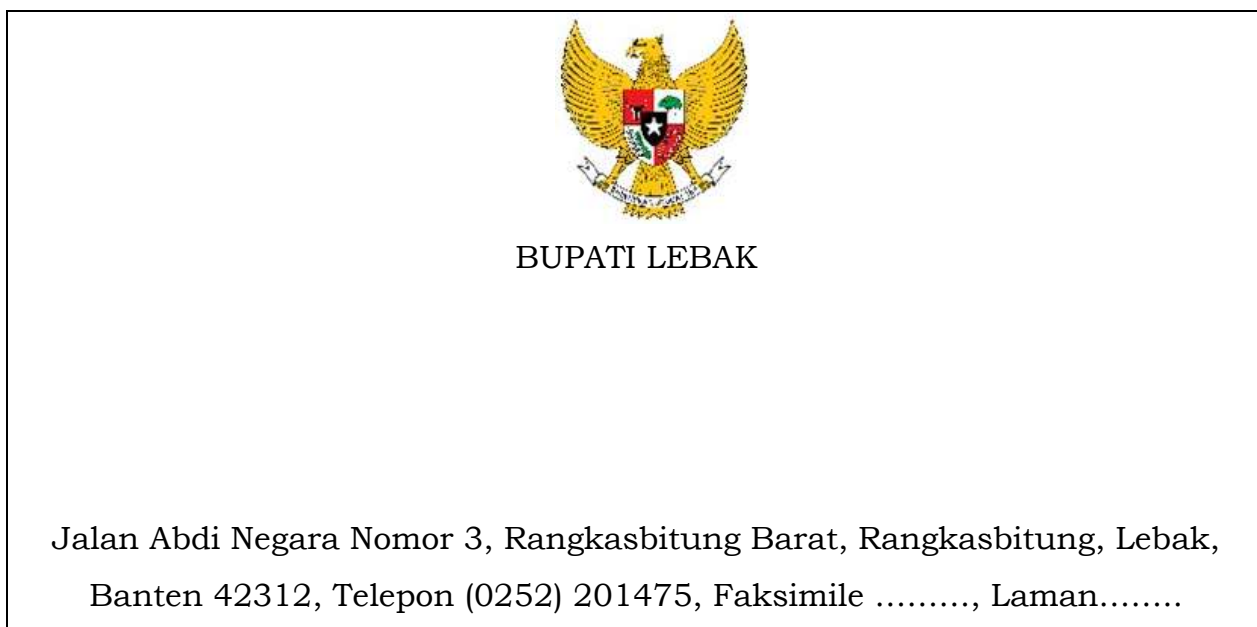 BUPATI LEBAK
Jalan Abdi Negara Nomor 3, Rangkasbitung Barat, Rangkasbitung, Lebak,
Banten 42312, Telepon (0252) 201475, Faksimile ........., Laman........